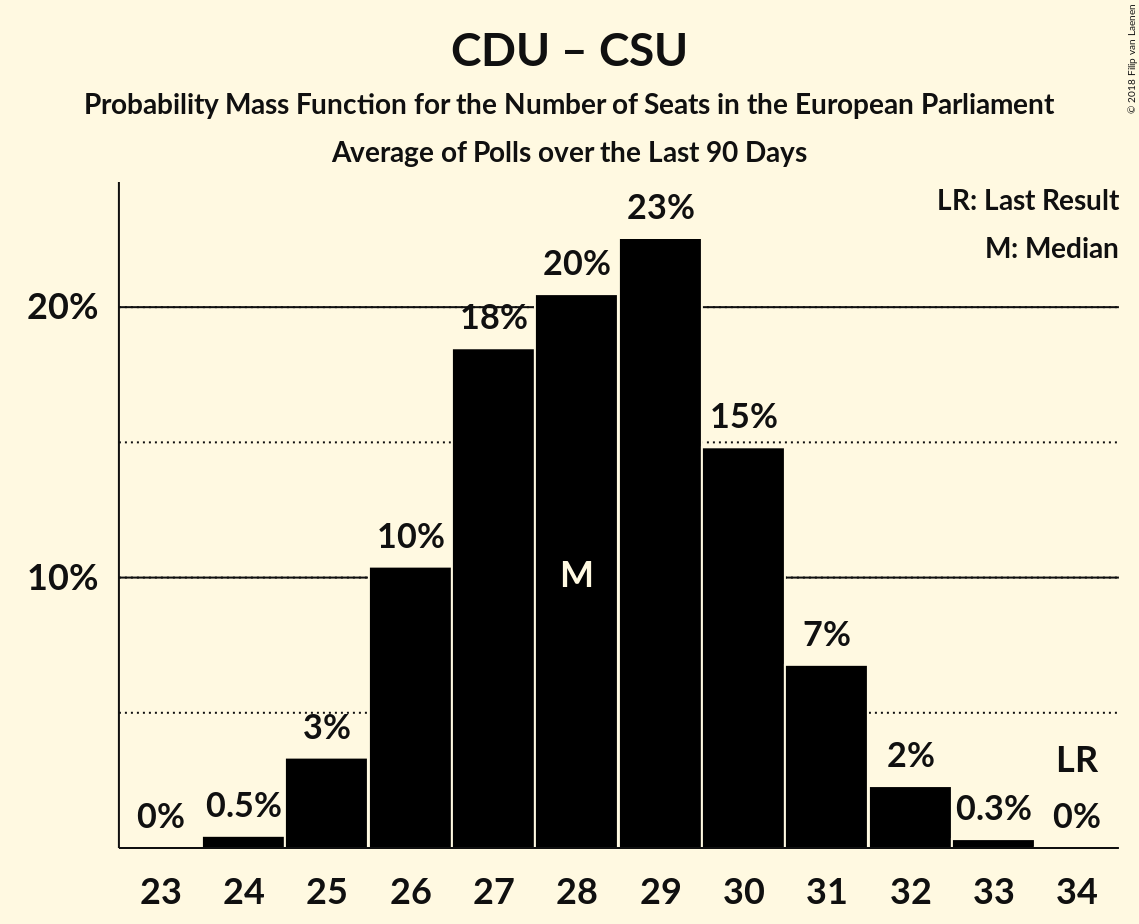 CDU – CSU
Probability Mass Function for the Number of Seats in the European Parliament
Average of Polls over the Last 90 Days
© 2018 Filip van Laenen
LR: Last Result
M: Median
20%
10%
0%
0.5%
3%
10%
18%
20%
23%
15%
7%
2%
0.3%
0%
LR
M
23 24 25 26 27 28 29 30 31 32 33 34